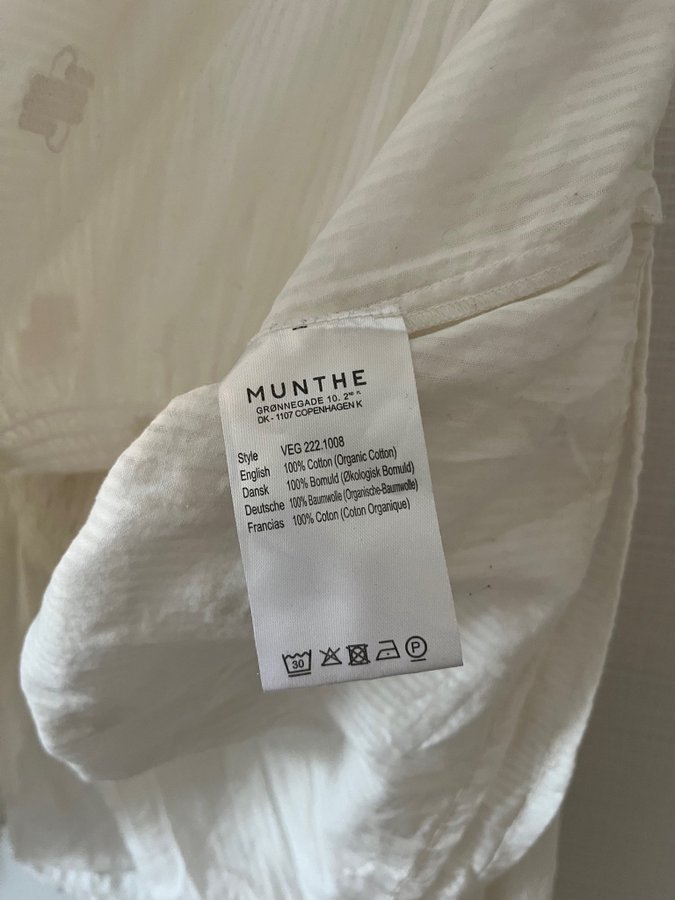 MUNTHE
GRØNNEGADE 10. 2ND FL
DK - 1107 COPENHAGEN K
Style VEG 222.1008
English 100% Cotton (Organic Cotton)
Dansk 100% Bomuld (Økologisk Bomuld)
Deutsche 100% Baumwolle (Organische-Baumwolle)
Francias 100% Coton (Coton Organique)
30 P